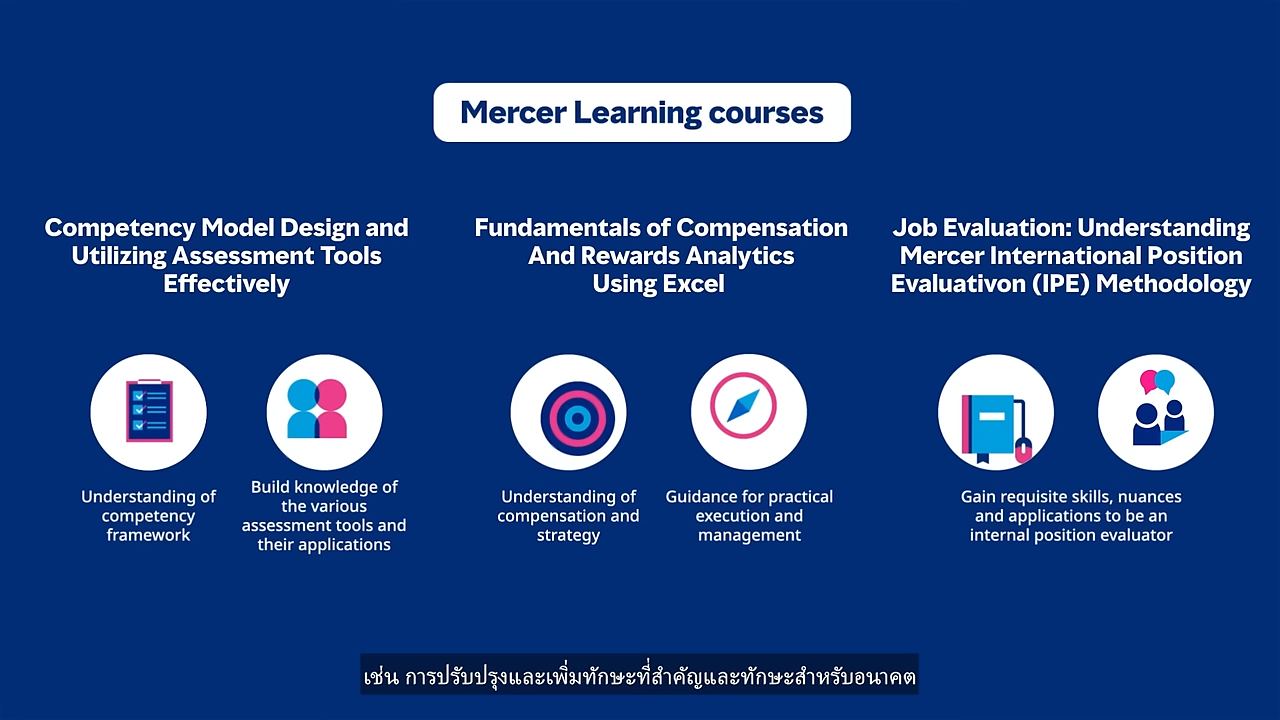 Mercer Learning courses
Competency Model Design and
Utilizing Assessment Tools
Effectively
Understanding of
competency
framework
Build knowledge of
the various
assessment tools and
their applications
Fundamentals of Compensation
And Rewards Analytics
Using Excel
Understanding of
compensation and
strategy
Guidance for practical
execution and
management
Job Evaluation: Understanding
Mercer International Position
Evaluativon (IPE) Methodology
Gain requisite skills, nuances
and applications to be an
internal position evaluator
เช่น การปรับปรุงและเพิ่มทักษะที่สำคัญและทักษะสำหรับอนาคต